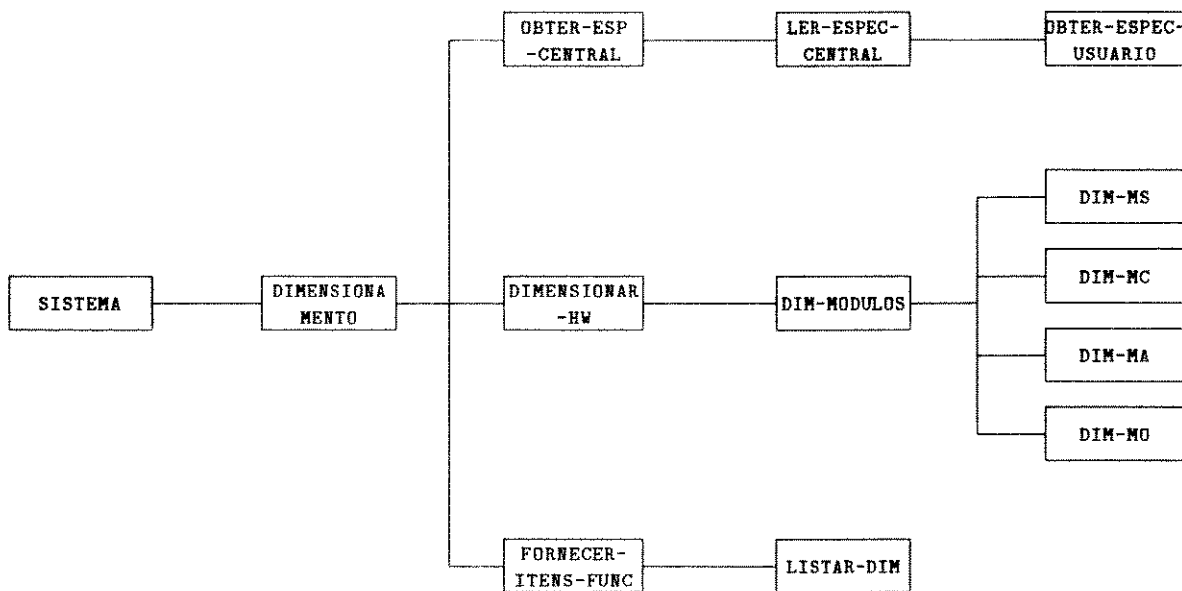 OBTER-ESP
-CENTRAL
LER-ESPEC-
CENTRAL
OBTER-ESPEC-
USUARIO
DIM-MS
SISTEMA
DIMENSIONA
MENTO
DIMENSIONAR
-HW
DIM-MODULOS
DIM-MC
DIM-MA
DIM-MO
FORNECER-
ITENS-FUNC
LISTAR-DIM